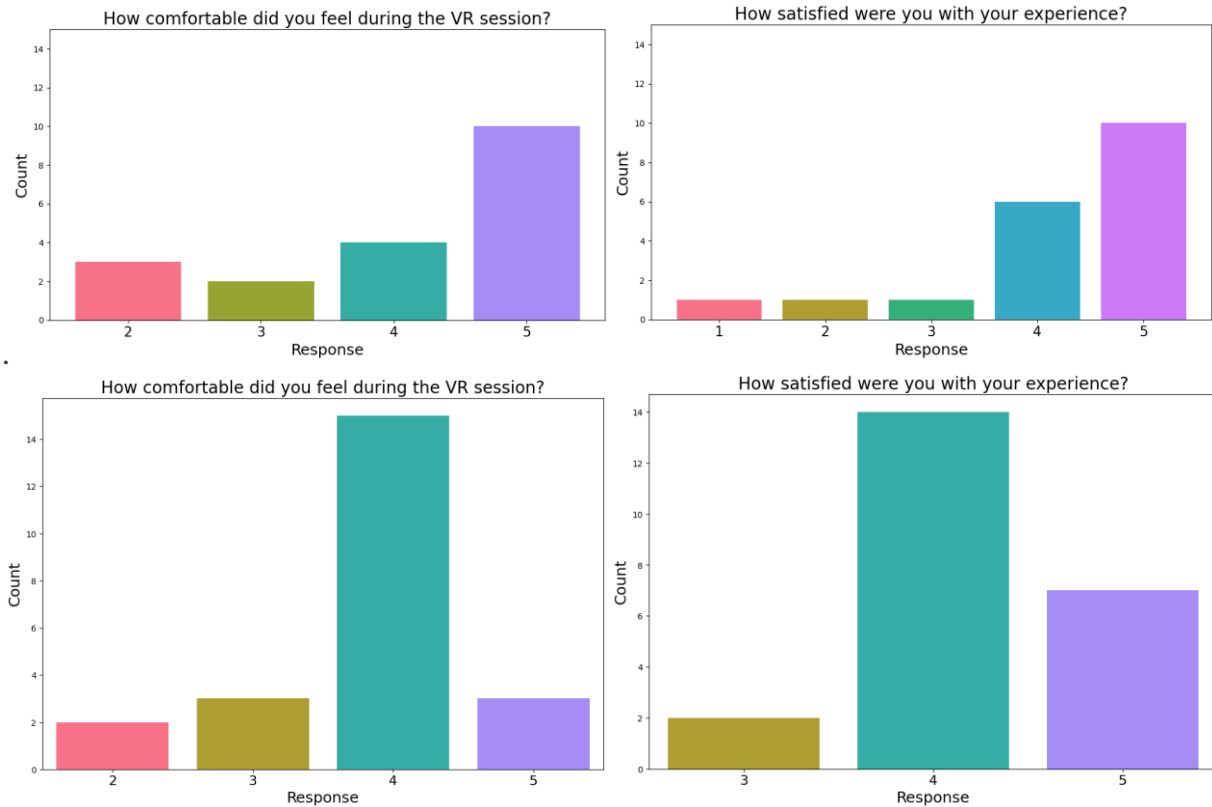 How comfortable did you feel during the VR session?
14
12
10
8
6
4
2
0
Count
2 3 4 5
Response
How satisfied were you with your experience?
14
12
10
8
6
4
2
0
Count
1 2 3 4 5
Response
How comfortable did you feel during the VR session?
14
12
10
8
6
4
2
0
Count
2 3 4 5
Response
How satisfied were you with your experience?
14
12
10
8
6
4
2
0
Count
3 4 5
Response